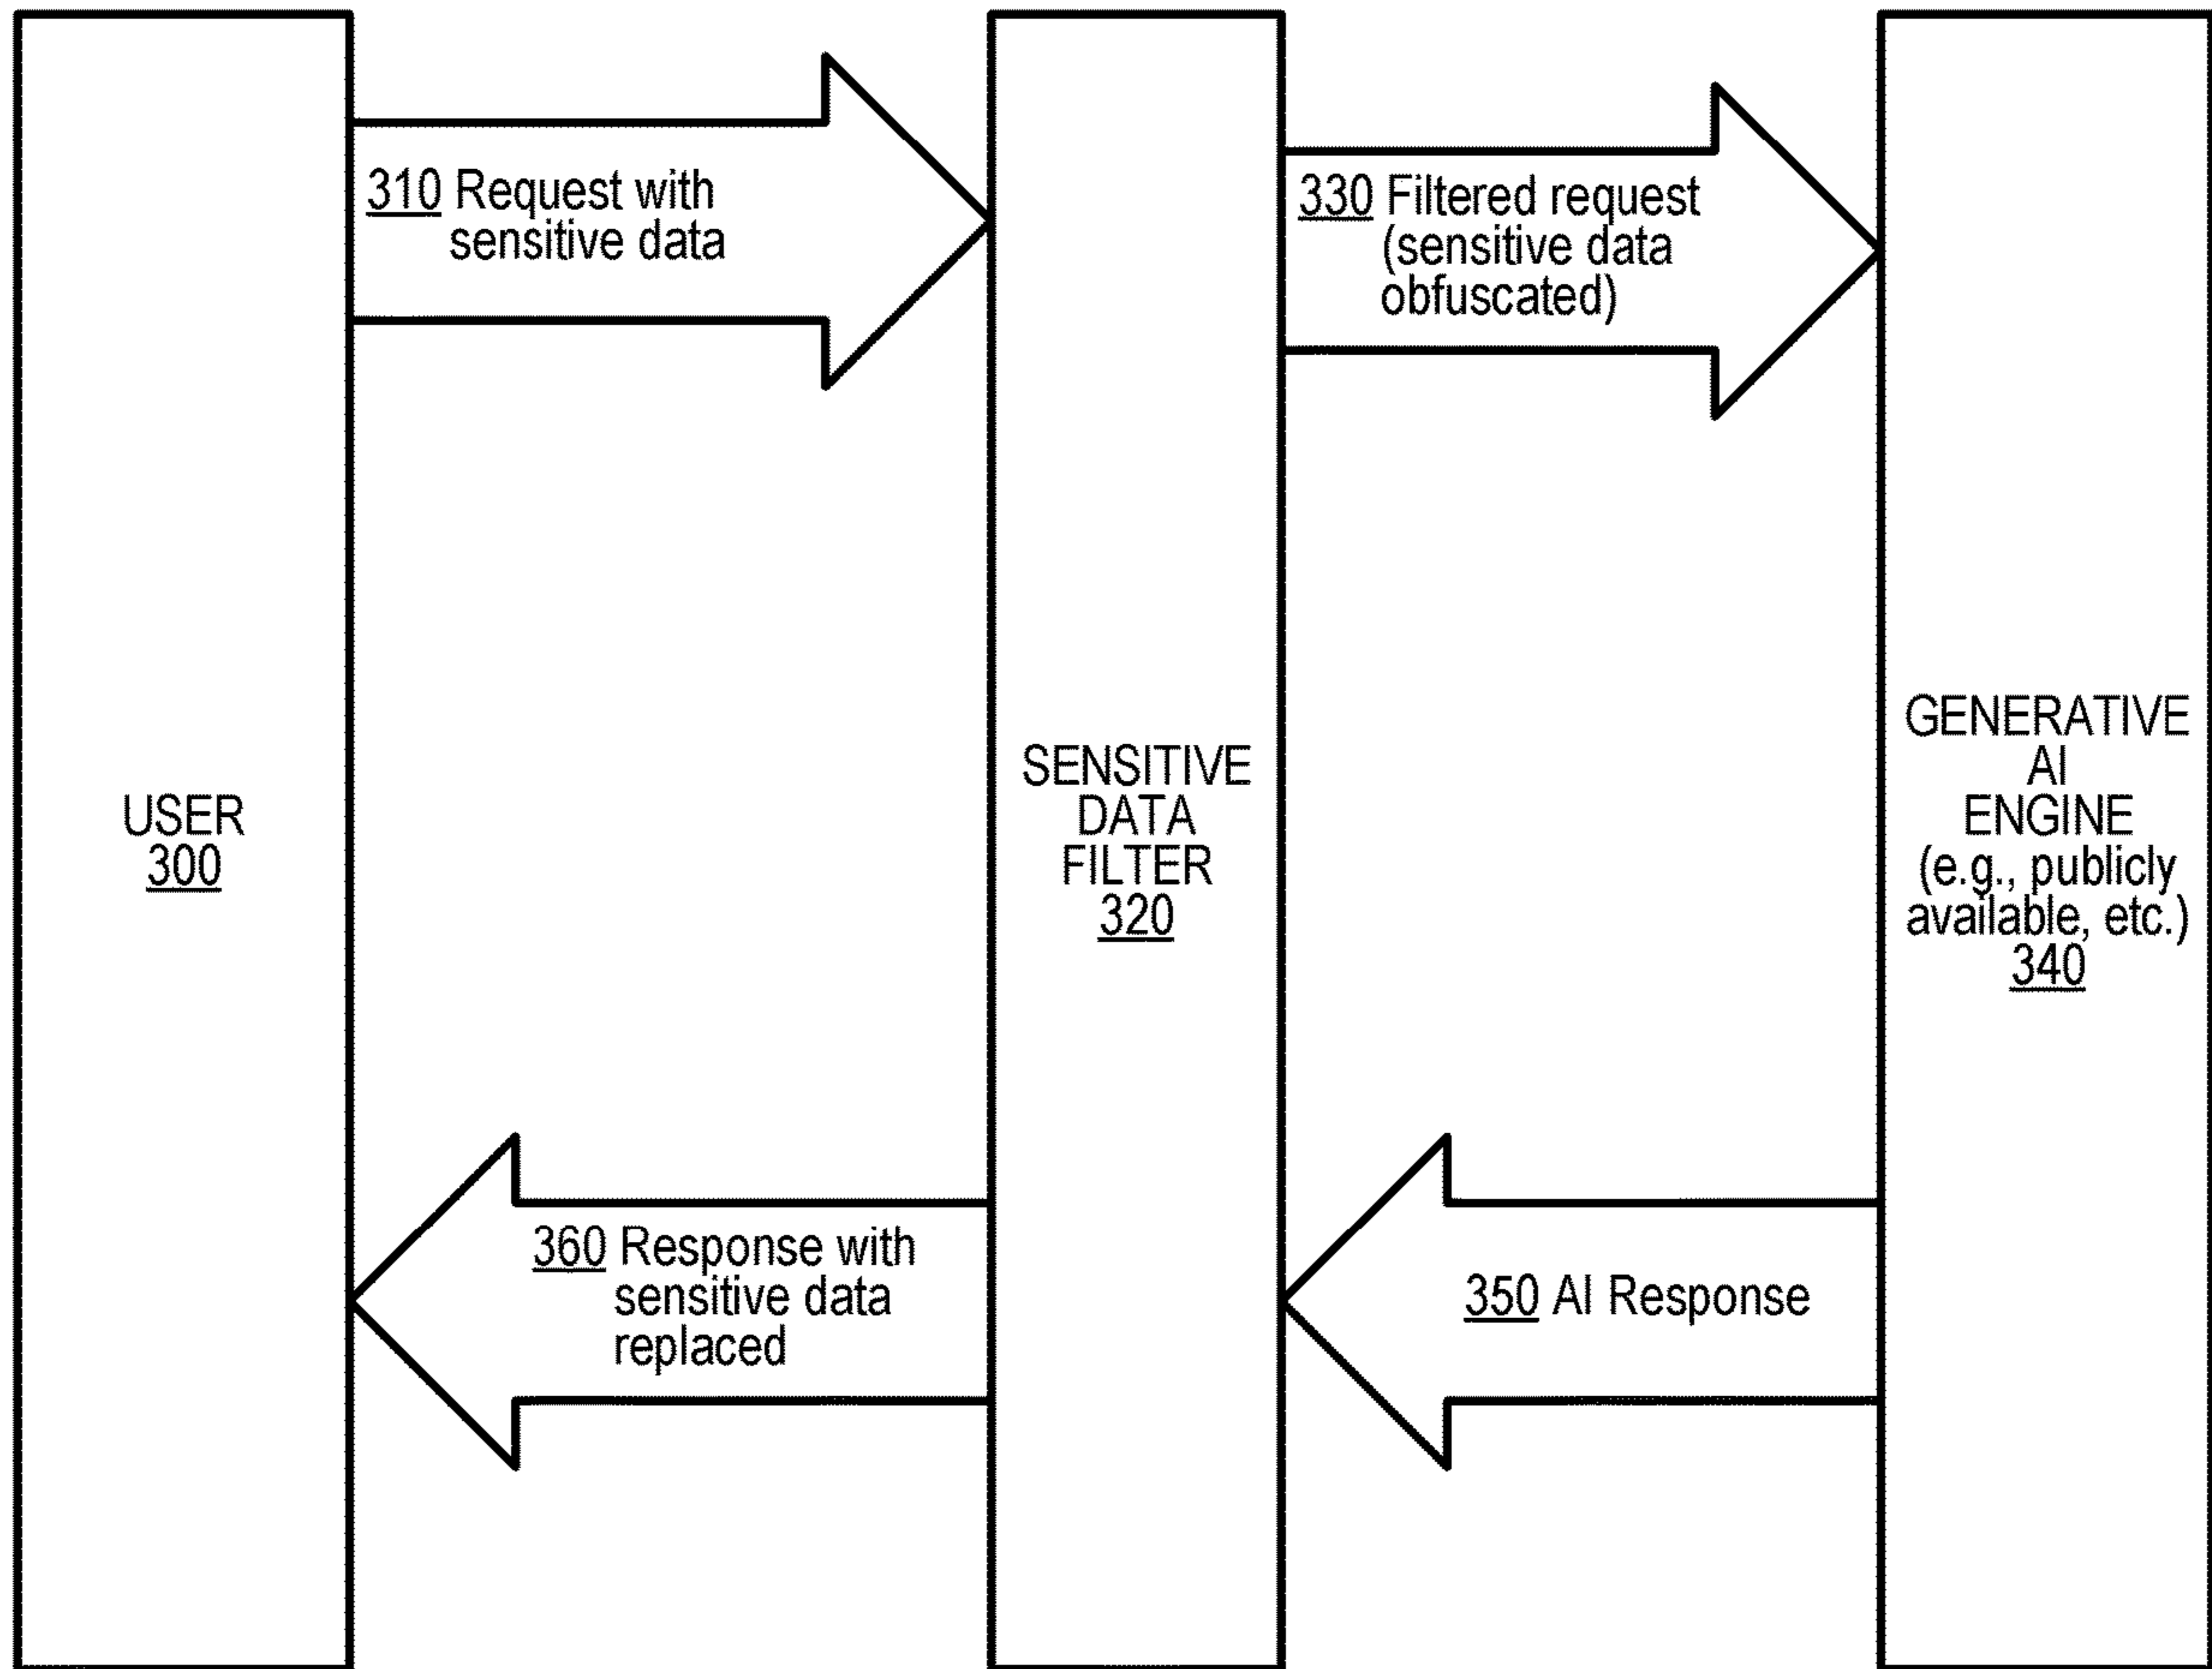 310 Request with
sensitive data
330 Filtered request
(sensitive data
obfuscated)
USER
300
SENSITIVE
DATA
FILTER
320
GENERATIVE
AI
ENGINE
(e.g., publicly
available, etc.)
340
360 Response with
sensitive data
replaced
350 AI Response